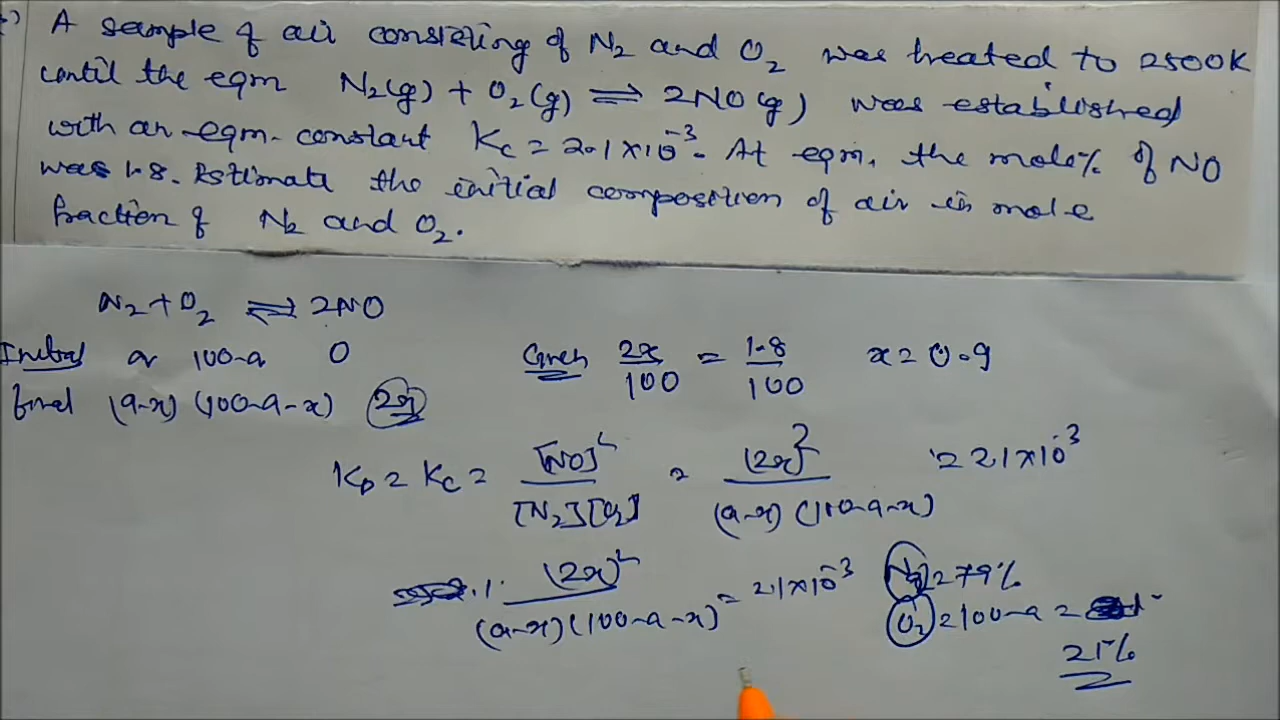 A sample of air consisting of N₂ and O₂ was heated to 2500K
until the eqm N₂(g) + O₂(g) ⇌ 2NO(g) was established
with an eqm. constant Kc = 2.1×10⁻³. At eqm, the mole% of NO
was 1.8. Estimate the initial composition of air in mole
fraction of N₂ and O₂.
N₂+O₂ ⇌ 2NO
Initial a 100-a 0 Given 2x/100 = 1.8/100 x = 0.9
final (a-x) (100-a-x) 2x
Kp = Kc = [NO]²/[N₂][O₂] = (2x)²/(a-x)(100-a-x) = 2.1×10⁻³
(2x)²/(a-x)(100-a-x) = 2.1×10⁻³ N₂ = 79%
O₂ = 100-a =
21%